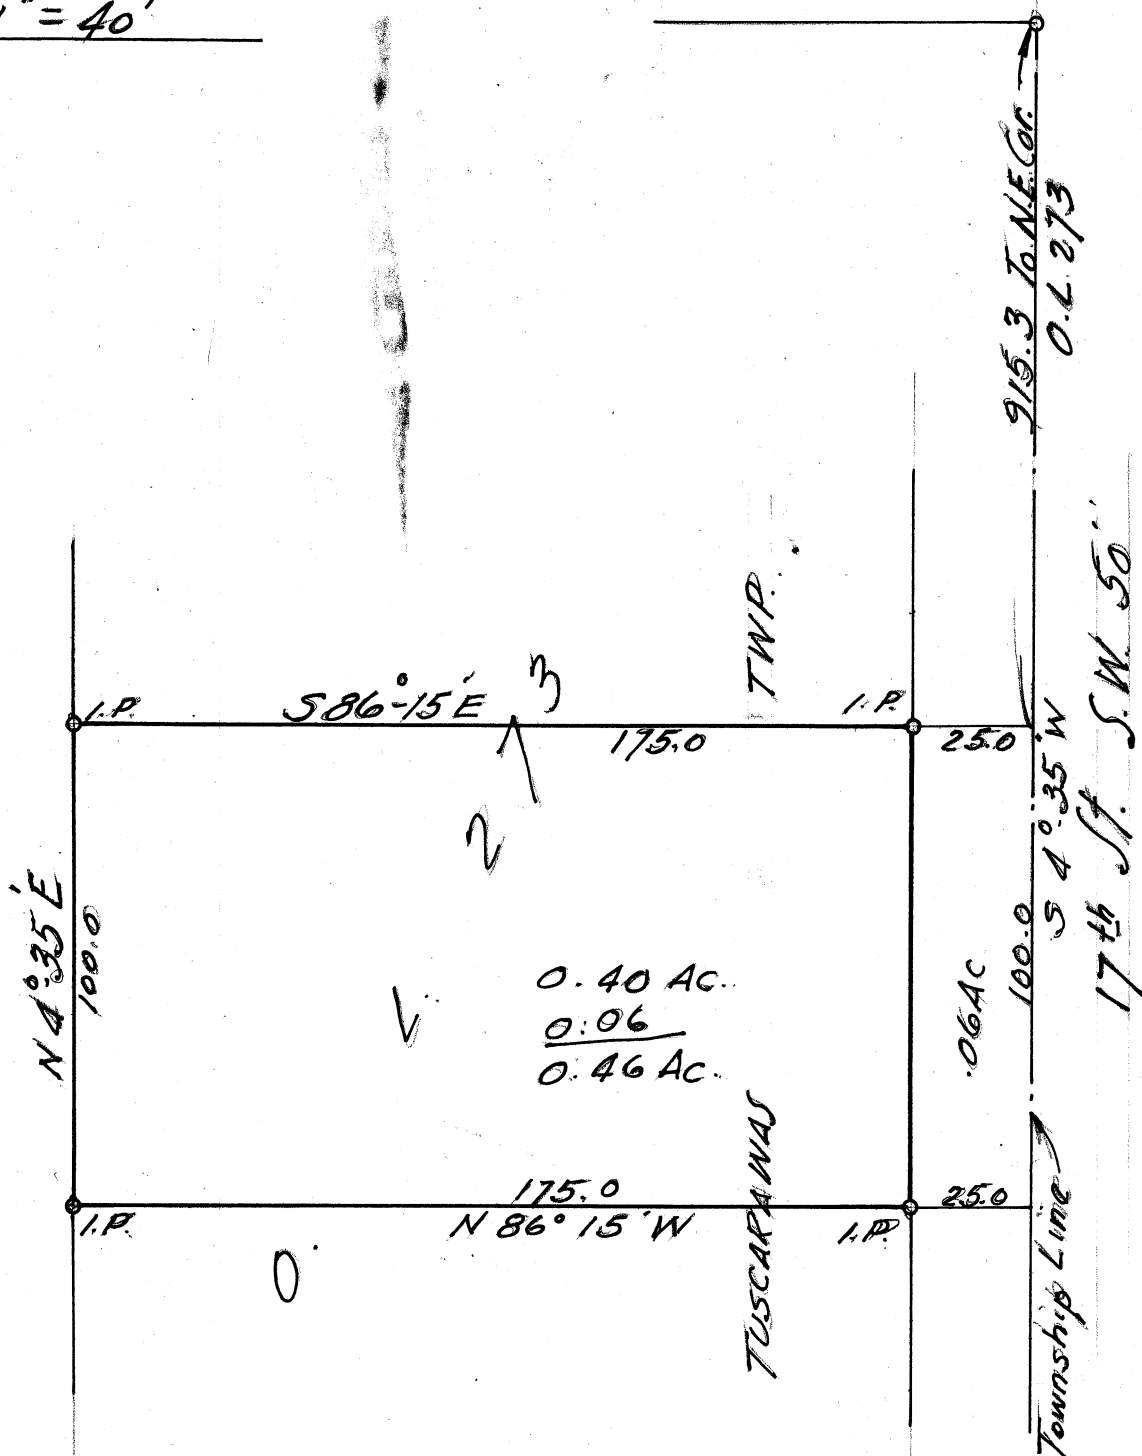 1" = 40'
915.3 To N.E. Cor.
O.L. 273
TWP.
3
I.P.
S 86°-15' E
I.P.
175.0
25.0
2
S 4°-35' W
17th St. S.W. 50'
N 4°-35' E
100.0
100.0
0.40 Ac.
0.06
0.46 Ac.
.06 Ac
L
175.0
25.0
I.P.
N 86° 15' W
I.P.
TUSCARAWAS
O
Township Line